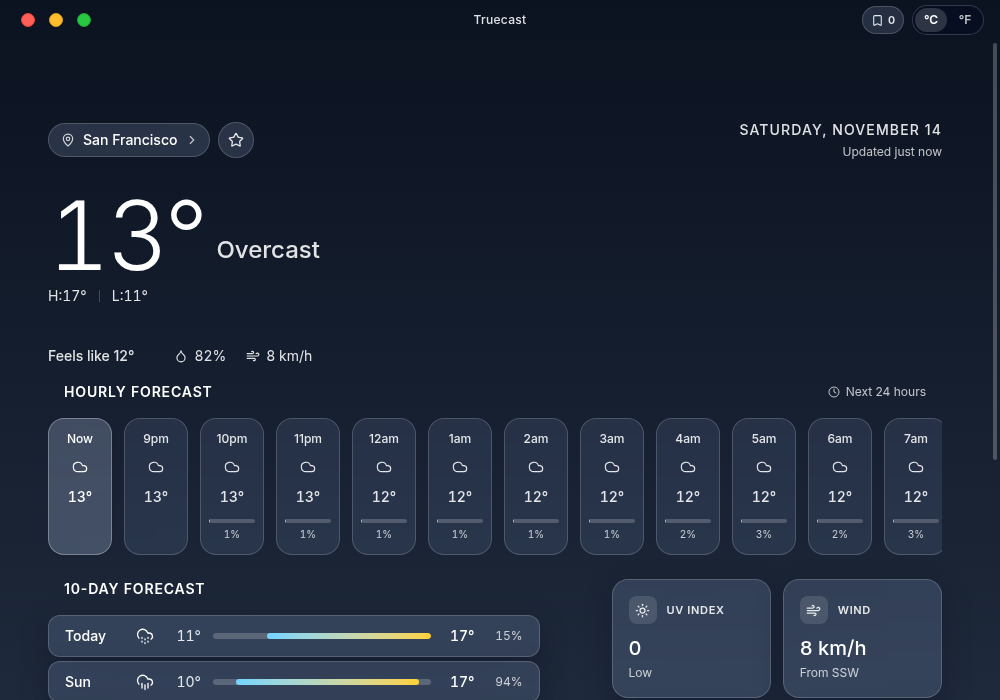 Truecast
0
°C
°F
San Francisco
SATURDAY, NOVEMBER 14
Updated just now
13° Overcast
H:17° L:11°
Feels like 12° 82% 8 km/h
HOURLY FORECAST
Next 24 hours
Now 9pm 10pm 11pm 12am 1am 2am 3am 4am 5am 6am 7am
13° 13° 13° 13° 12° 12° 12° 12° 12° 12° 12° 12°
1% 1% 1% 1% 1% 1% 2% 3% 2% 3%
10-DAY FORECAST
Today 11° 17° 15%
Sun 10° 17° 94%
UV INDEX
0
Low
WIND
8 km/h
From SSW